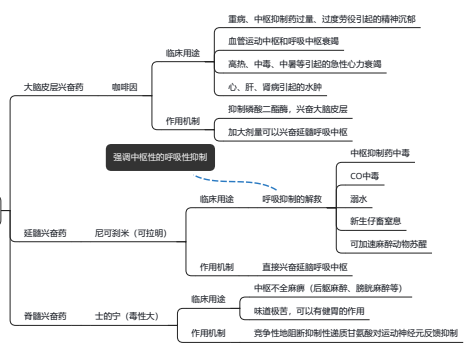 重病、中枢抑制药过量、过度劳役引起的精神沉郁
血管运动中枢和呼吸中枢衰竭
临床用途
高热、中毒、中暑等引起的急性心力衰竭
心、肝、肾病引起的水肿
大脑皮层兴奋药
咖啡因
抑制磷酸二酯酶，兴奋大脑皮层
作用机制
加大剂量可以兴奋延髓呼吸中枢
强调中枢性的呼吸性抑制
中枢抑制药中毒
CO中毒
临床用途
呼吸抑制的解救
溺水
新生仔畜窒息
可加速麻醉动物苏醒
延髓兴奋药
尼可刹米（可拉明）
作用机制
直接兴奋延脑呼吸中枢
中枢不全麻痹（后躯麻醉、膀胱麻醉等）
临床用途
味道极苦，可以有健胃的作用
脊髓兴奋药
士的宁（毒性大）
作用机制
竞争性地阻断抑制性递质甘氨酸对运动神经元反馈抑制